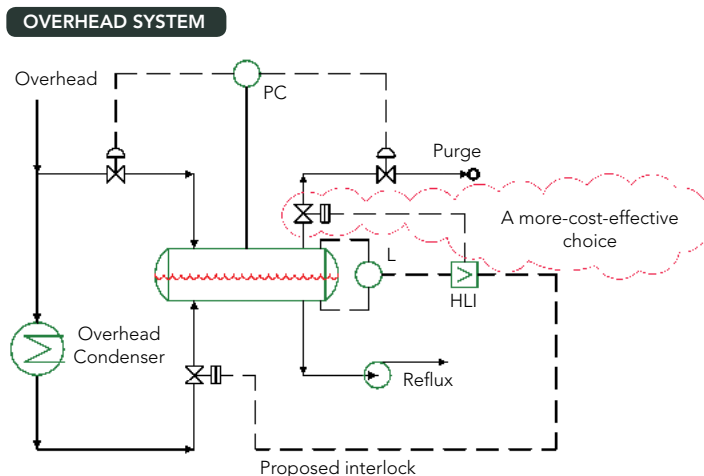 OVERHEAD SYSTEM
Overhead
PC
Purge
A more-cost-effective
choice
L
HLI
Overhead
Condenser
Reflux
Proposed interlock